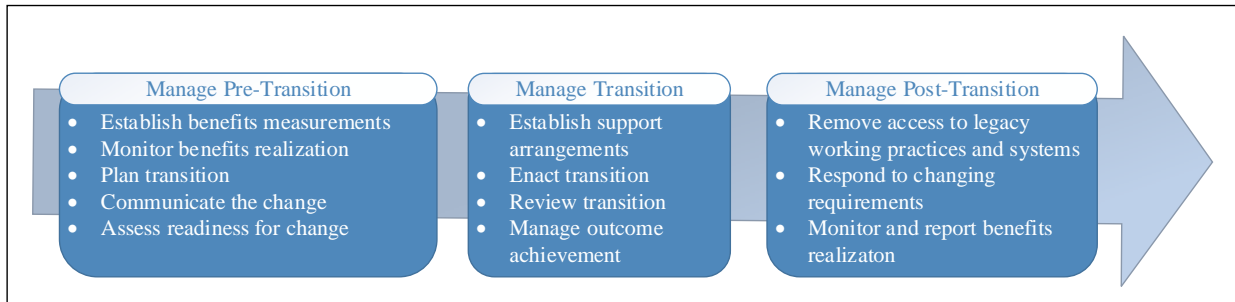 Manage Pre-Transition
• Establish benefits measurements
• Monitor benefits realization
• Plan transition
• Communicate the change
• Assess readiness for change
Manage Transition
• Establish support
arrangements
• Enact transition
• Review transition
• Manage outcome
achievement
Manage Post-Transition
• Remove access to legacy
working practices and systems
• Respond to changing
requirements
• Monitor and report benefits
realizaton